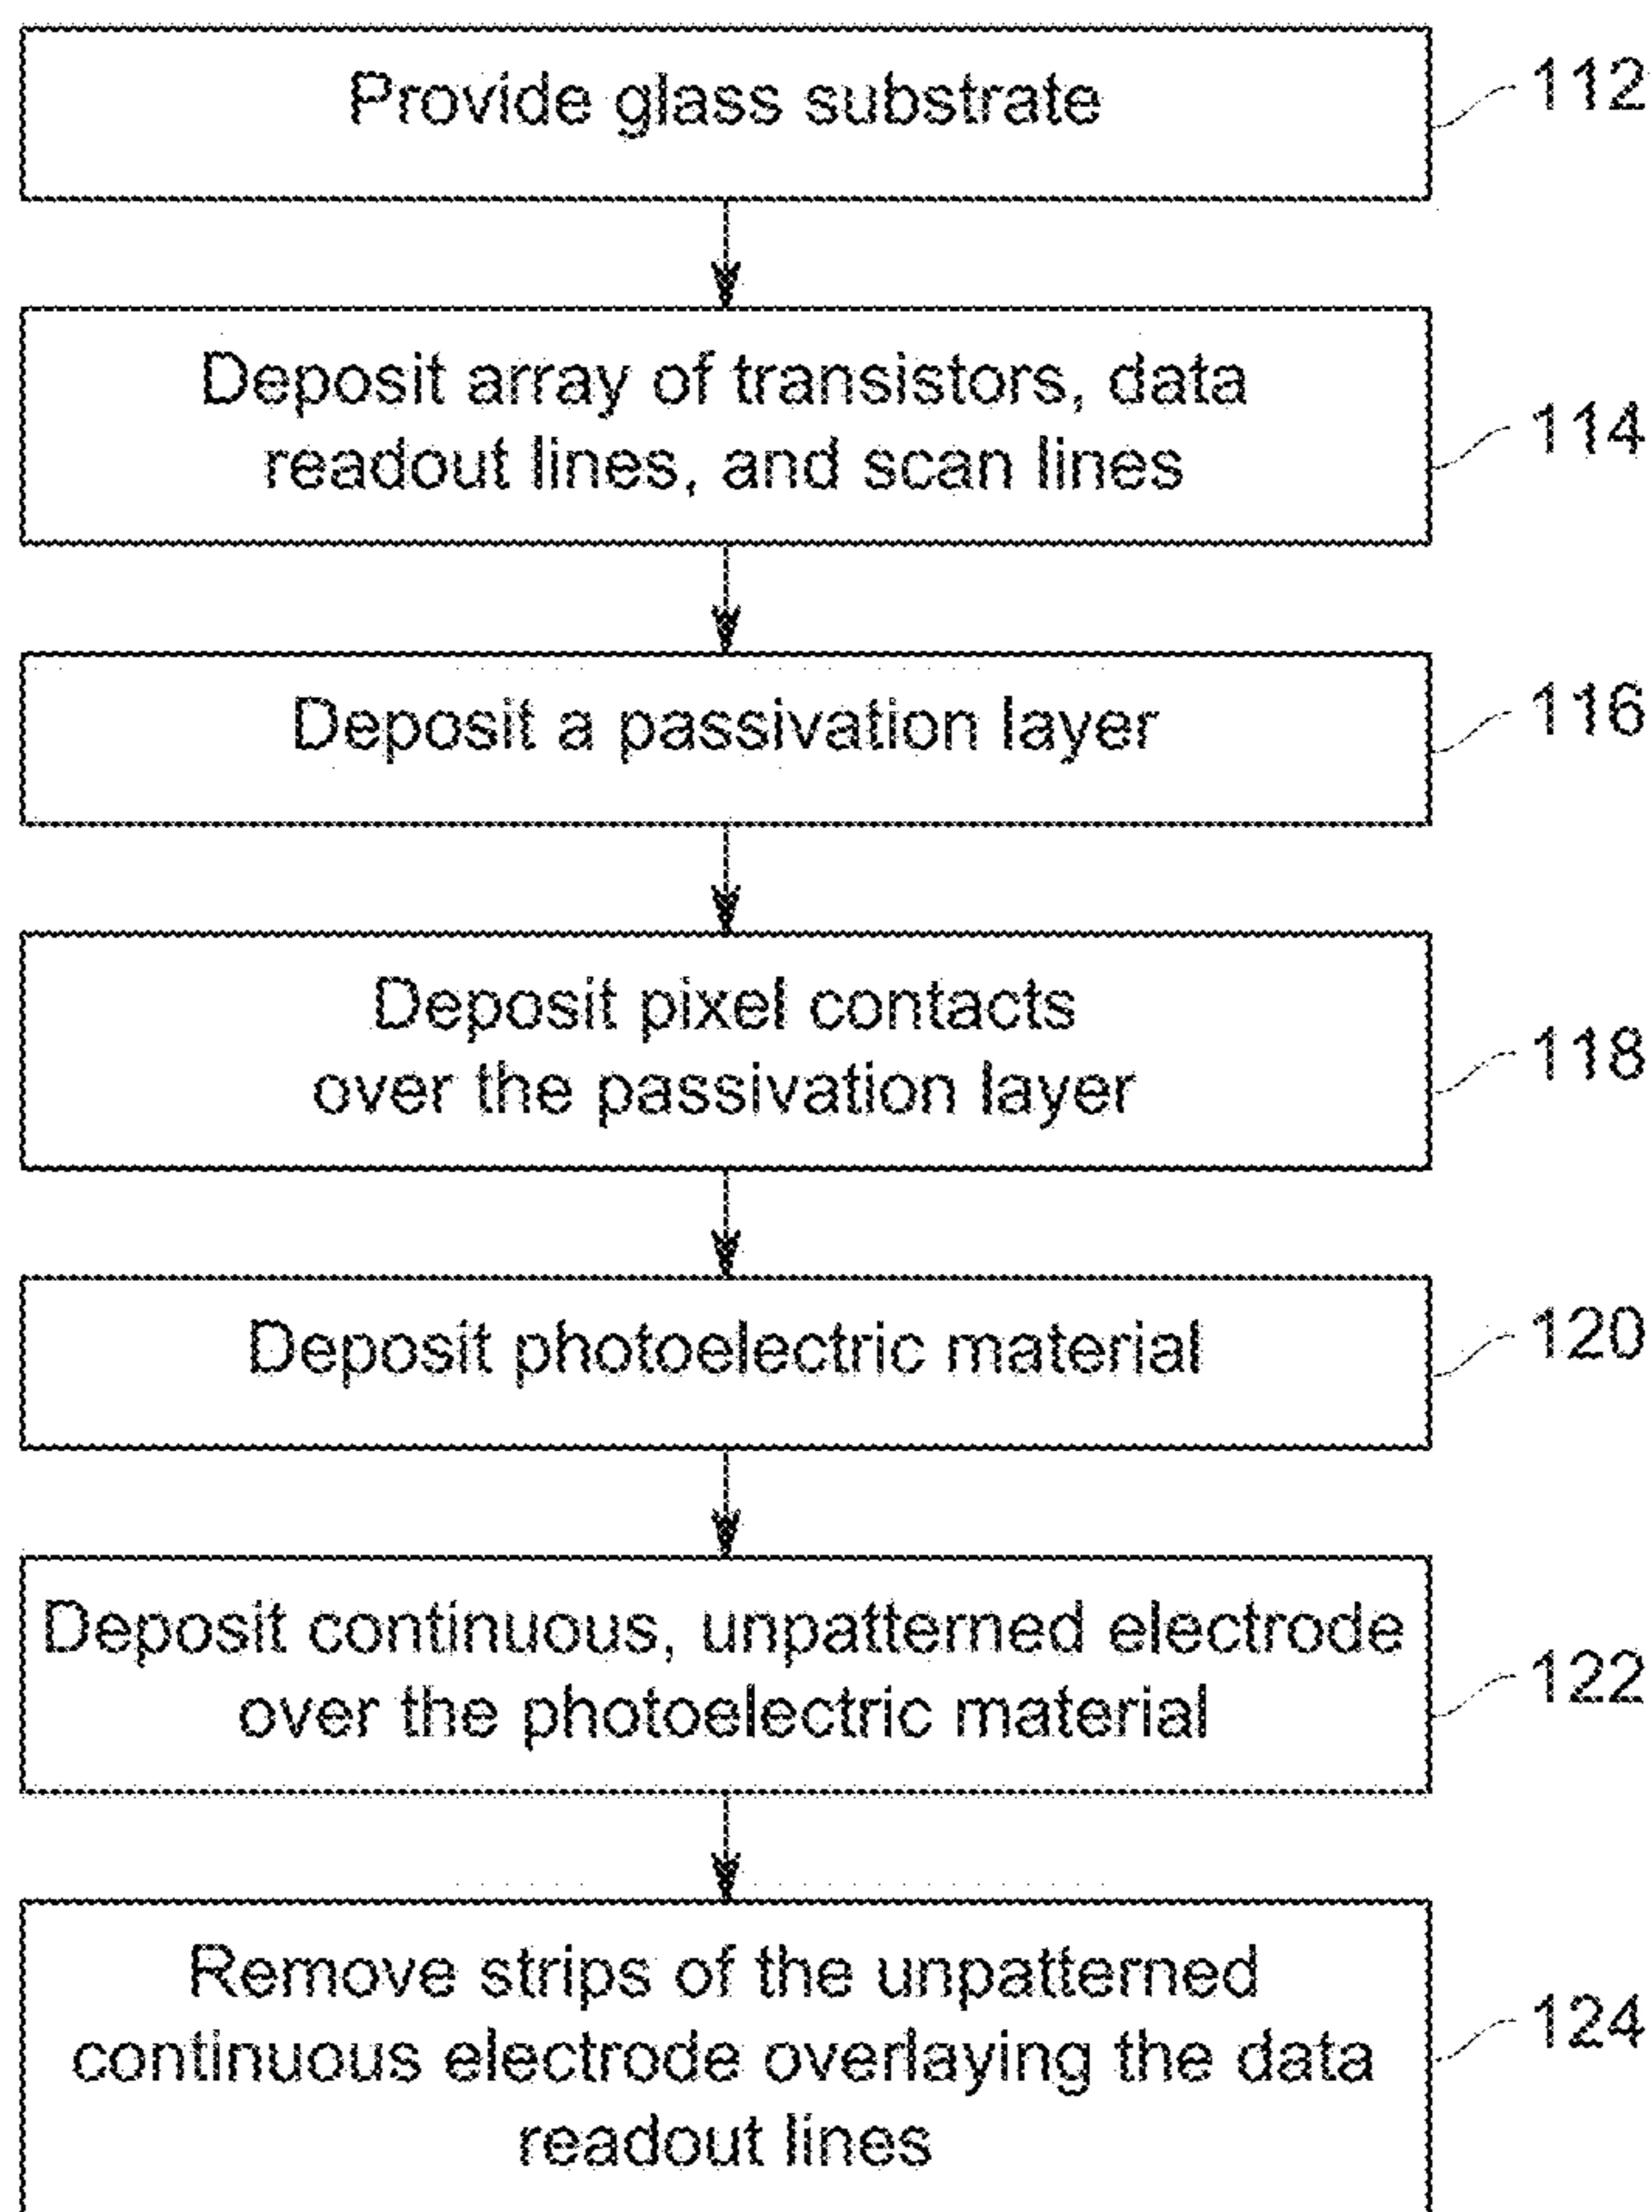 Provide glass substrate
112
Deposit array of transistors, data
readout lines, and scan lines
114
Deposit a passivation layer
116
Deposit pixel contacts
over the passivation layer
118
Deposit photoelectric material
120
Deposit continuous, unpatterned electrode
over the photoelectric material
122
Remove strips of the unpatterned
continuous electrode overlaying the data
readout lines
124